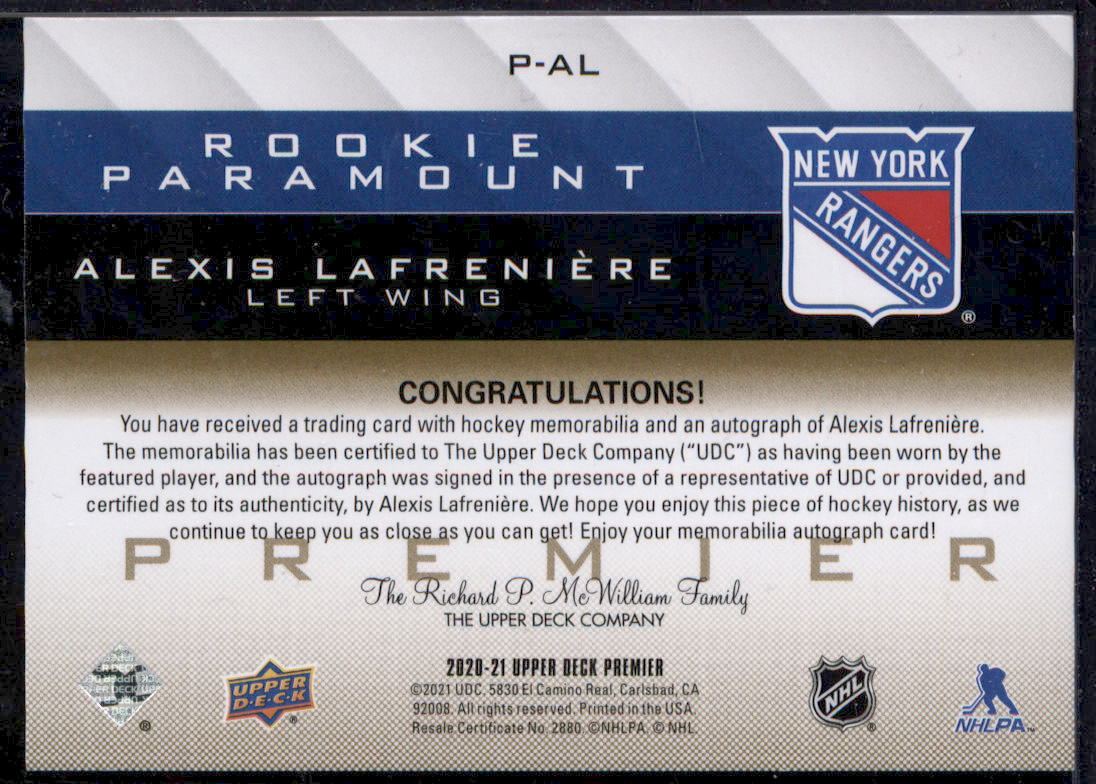 P-AL
ROOKIE
PARAMOUNT
NEW YORK
RANGERS
®
ALEXIS LAFRENIÈRE
LEFT WING
CONGRATULATIONS!
You have received a trading card with hockey memorabilia and an autograph of Alexis Lafrenière.
The memorabilia has been certified to The Upper Deck Company (“UDC”) as having been worn by the
featured player, and the autograph was signed in the presence of a representative of UDC or provided, and
certified as to its authenticity, by Alexis Lafrenière. We hope you enjoy this piece of hockey history, as we
continue to keep you as close as you can get! Enjoy your memorabilia autograph card!
PREMIER
The Richard P. McWilliam Family
THE UPPER DECK COMPANY
2020-21 UPPER DECK PREMIER
©2021 UDC. 5830 El Camino Real, Carlsbad, CA
92008. All rights reserved. Printed in the USA.
Resale Certificate No. 2880. ©NHLPA. © NHL.
®
UPPER
D·E·C·K
®
NHL
®
NHLPA™